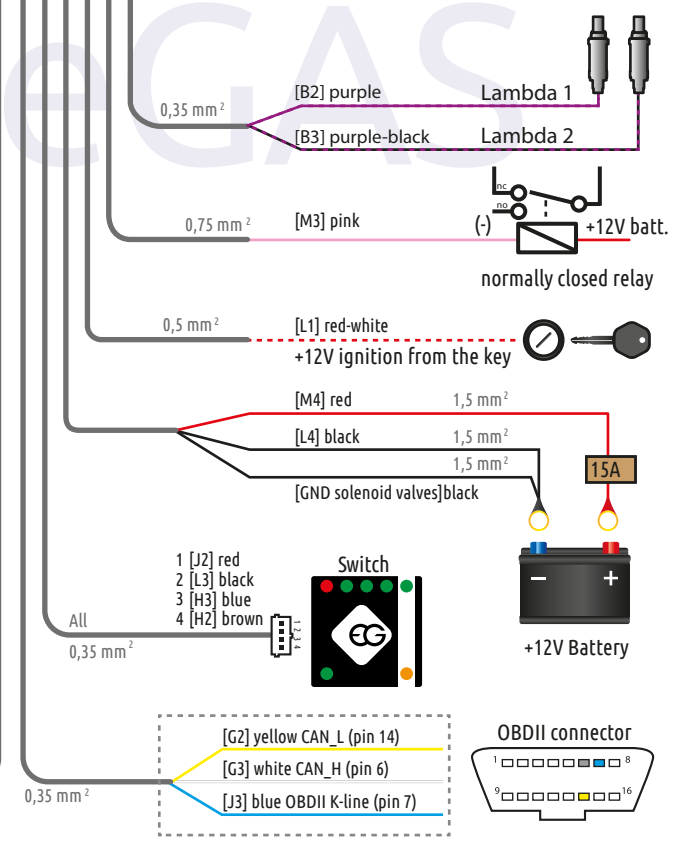 eGAS
[B2] purple Lambda 1
0,35 mm²
[B3] purple-black Lambda 2
nc
no
[M3] pink (-) +12V batt.
0,75 mm²
normally closed relay
0,5 mm² [L1] red-white
+12V ignition from the key
[M4] red 1,5 mm²
[L4] black 1,5 mm²
1,5 mm²
15A
[GND solenoid valves]black
− +
+12V Battery
1 [J2] red
2 [L3] black
3 [H3] blue
4 [H2] brown
1
2
3
4
Switch
EG
All
0,35 mm²
[G2] yellow CAN_L (pin 14)
[G3] white CAN_H (pin 6)
[J3] blue OBDII K-line (pin 7)
0,35 mm²
OBDII connector
1 8
9 16